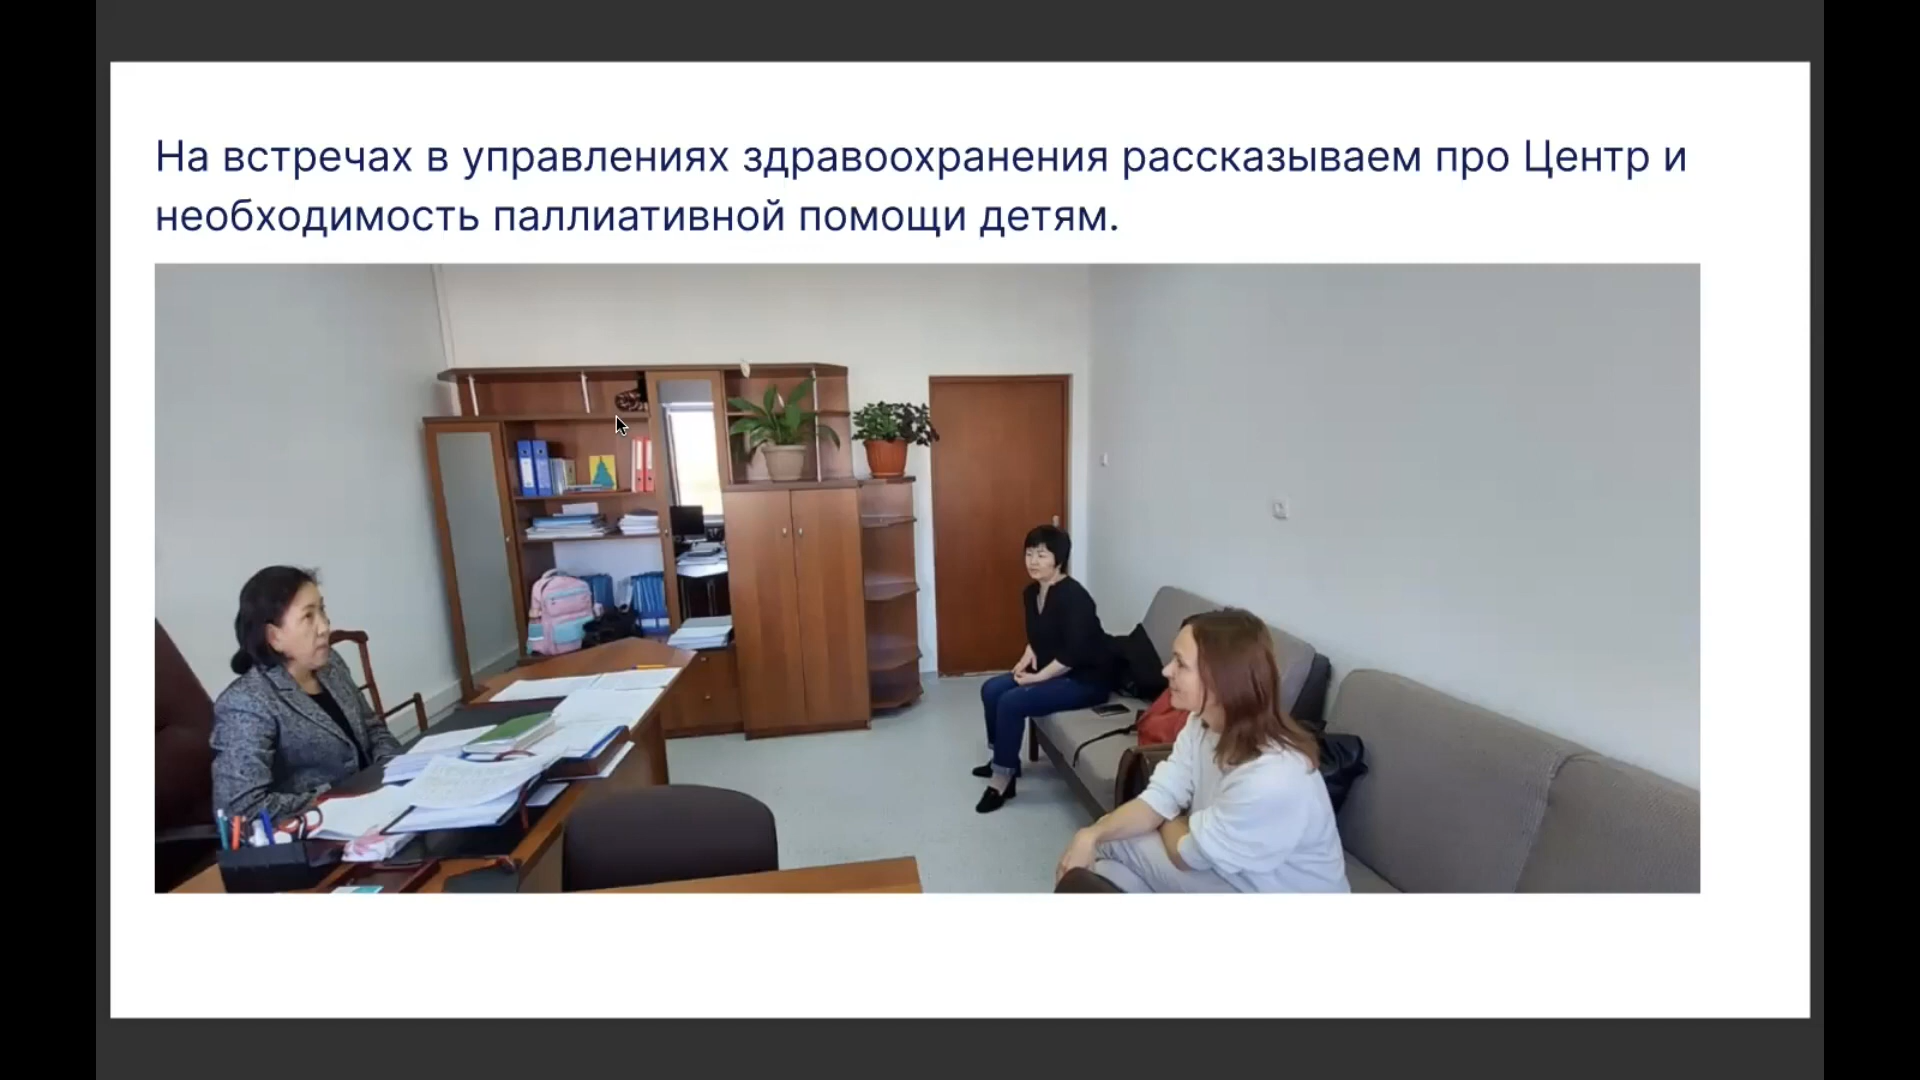 На встречах в управлениях здравоохранения рассказываем про Центр и
необходимость паллиативной помощи детям.